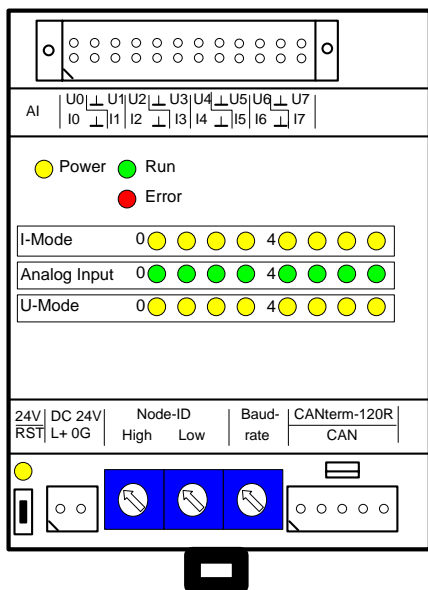 U0 U1 U2 U3 U4 U5 U6 U7
AI I0 I1 I2 I3 I4 I5 I6 I7
Power Run
Error
I-Mode 0 4
Analog Input 0 4
U-Mode 0 4
24V DC 24V Node-ID Baud- CANterm-120R
RST L+ 0G High Low rate CAN